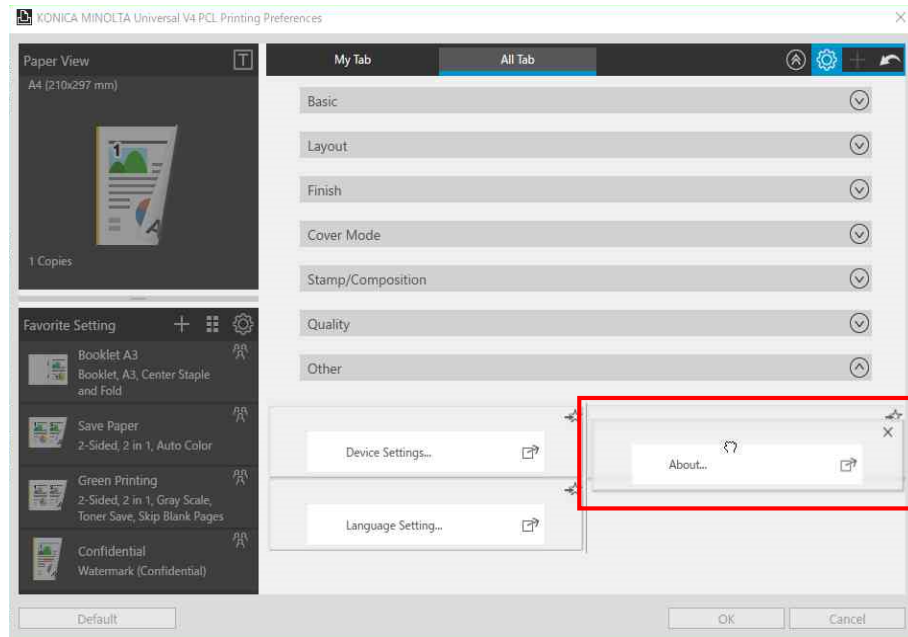 KONICA MINOLTA Universal V4 PCL Printing Preferences
Paper View
T
My Tab
All Tab
A4 (210x297 mm)
1
A
1 Copies
Basic
Layout
Finish
Cover Mode
Stamp/Composition
Quality
Other
Favorite Setting
Booklet A3
Booklet, A3, Center Staple
and Fold
Save Paper
2-Sided, 2 in 1, Auto Color
Green Printing
2-Sided, 2 in 1, Gray Scale,
Toner Save, Skip Blank Pages
Confidential
Watermark (Confidential)
Device Settings...
About...
Language Setting...
Default
OK
Cancel